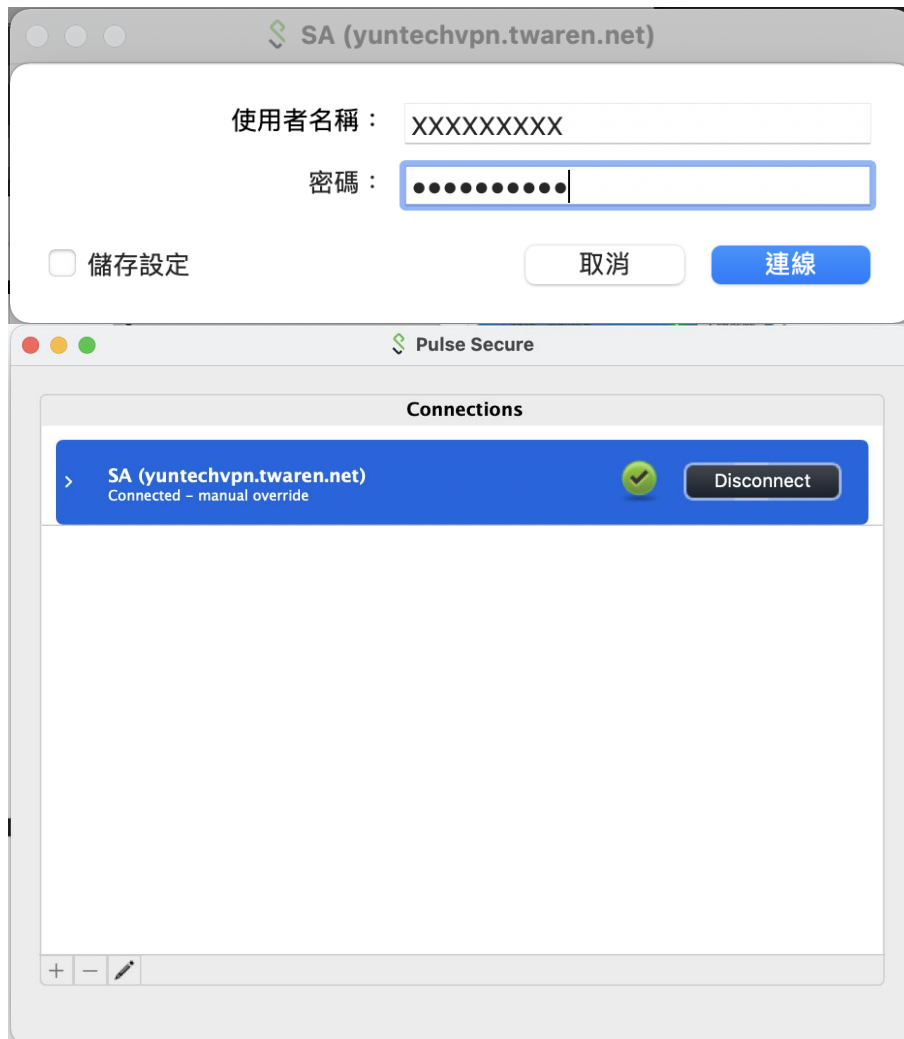 SA (yuntechvpn.twaren.net)
使用者名稱： XXXXXXXXX
密碼： ●●●●●●●●●●
儲存設定 取消 連線
Pulse Secure
Connections
SA (yuntechvpn.twaren.net)
Connected – manual override
Disconnect